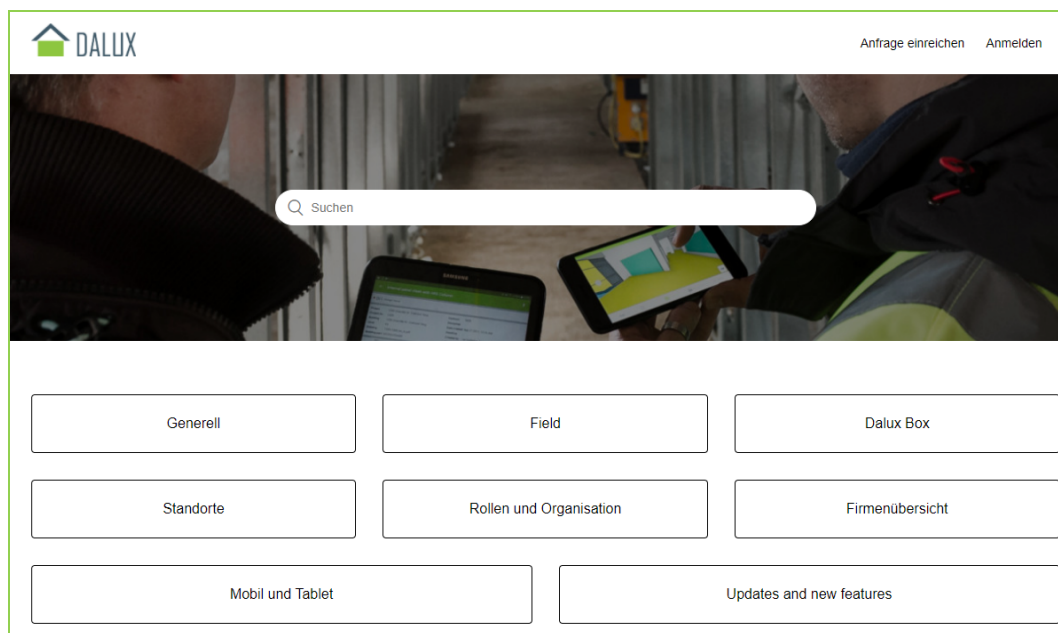 DALUX
Anfrage einreichen Anmelden
Suchen
SAMSUNG
Generell Field Dalux Box
Standorte Rollen und Organisation Firmenübersicht
Mobil und Tablet Updates and new features